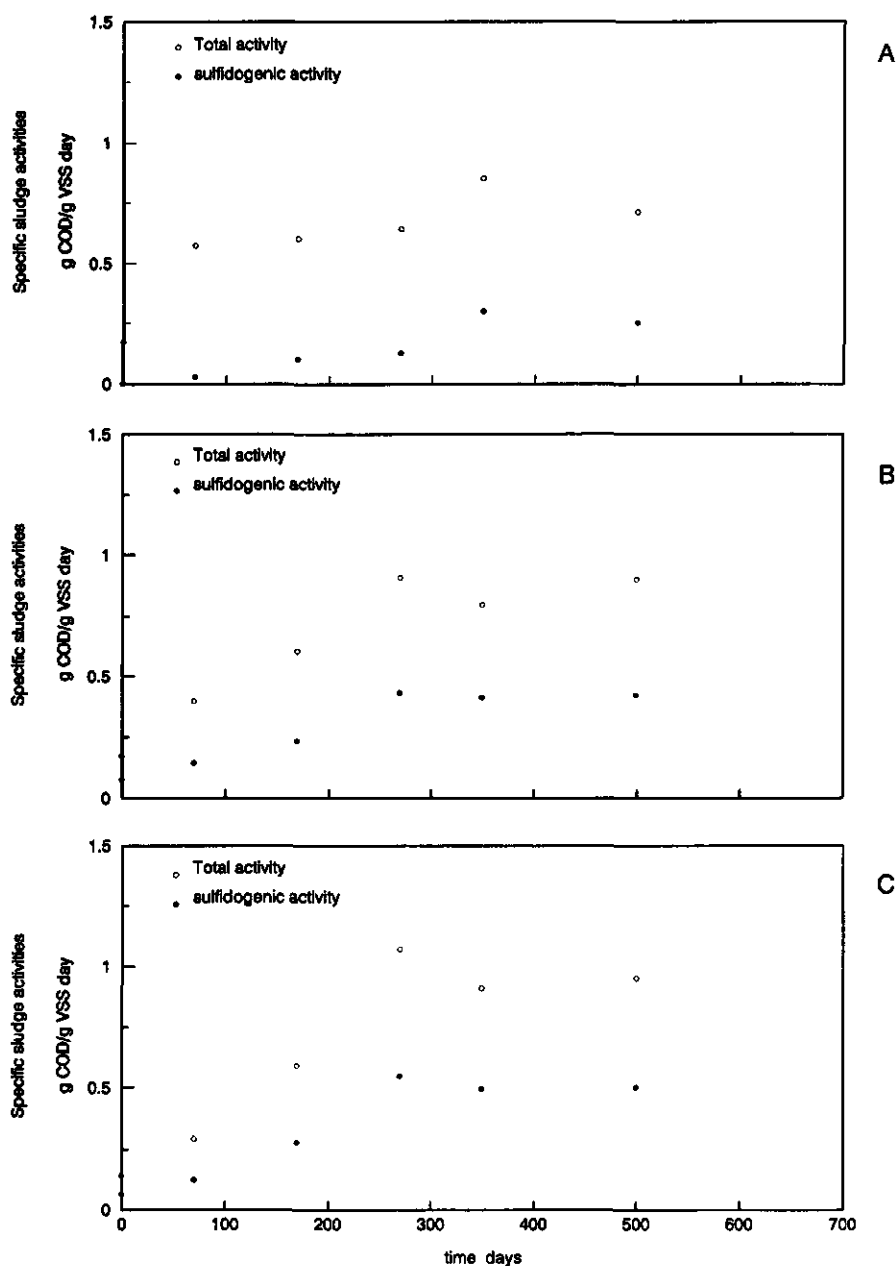 A
1.5
Total activity
sulfidogenic activity
1
0.5
0
Specific sludge activities
g COD/g VSS day
B
1.5
Total activity
sulfidogenic activity
1
0.5
0
Specific sludge activities
g COD/g VSS day
C
1.5
Total activity
sulfidogenic activity
1
0.5
0
Specific sludge activities
g COD/g VSS day
0 100 200 300 400 500 600 700
time days